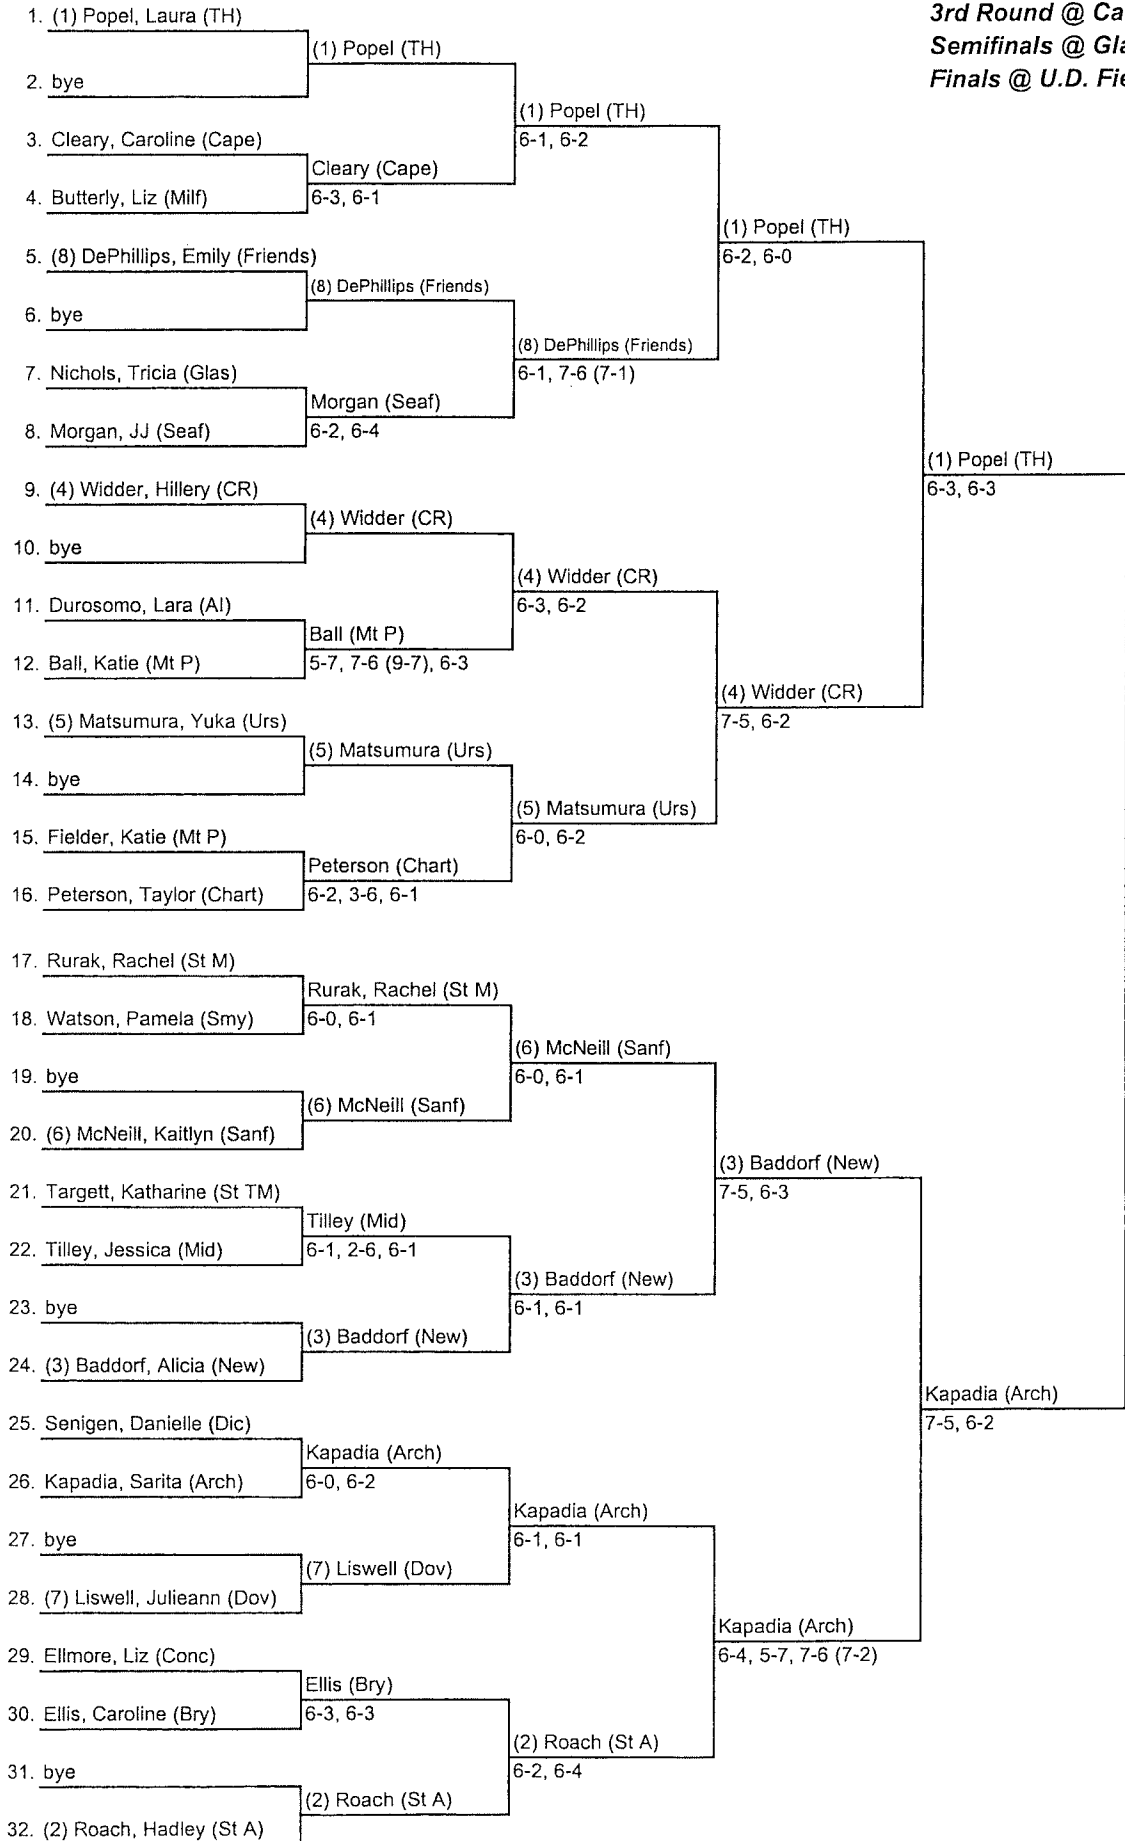 1. (1) Popel, Laura (TH)
2. bye
3. Cleary, Caroline (Cape)
4. Butterly, Liz (Milf)
5. (8) DePhillips, Emily (Friends)
6. bye
7. Nichols, Tricia (Glas)
8. Morgan, JJ (Seaf)
9. (4) Widder, Hillery (CR)
10. bye
11. Durosomo, Lara (AI)
12. Ball, Katie (Mt P)
13. (5) Matsumura, Yuka (Urs)
14. bye
15. Fielder, Katie (Mt P)
16. Peterson, Taylor (Chart)
17. Rurak, Rachel (St M)
18. Watson, Pamela (Smy)
19. bye
20. (6) McNeill, Kaitlyn (Sanf)
21. Targett, Katharine (St TM)
22. Tilley, Jessica (Mid)
23. bye
24. (3) Baddorf, Alicia (New)
25. Senigen, Danielle (Dic)
26. Kapadia, Sarita (Arch)
27. bye
28. (7) Liswell, Julieann (Dov)
29. Ellmore, Liz (Conc)
30. Ellis, Caroline (Bry)
31. bye
32. (2) Roach, Hadley (St A)
(1) Popel (TH)
Cleary (Cape)
6-3, 6-1
(8) DePhillips (Friends)
Morgan (Seaf)
6-2, 6-4
(4) Widder (CR)
Ball (Mt P)
5-7, 7-6 (9-7), 6-3
(5) Matsumura (Urs)
Peterson (Chart)
6-2, 3-6, 6-1
Rurak, Rachel (St M)
6-0, 6-1
(6) McNeill (Sanf)
Tilley (Mid)
6-1, 2-6, 6-1
(3) Baddorf (New)
Kapadia (Arch)
6-0, 6-2
(7) Liswell (Dov)
Ellis (Bry)
6-3, 6-3
(2) Roach (St A)
(1) Popel (TH)
6-1, 6-2
(8) DePhillips (Friends)
6-1, 7-6 (7-1)
(4) Widder (CR)
6-3, 6-2
(5) Matsumura (Urs)
6-0, 6-2
(6) McNeill (Sanf)
6-0, 6-1
(3) Baddorf (New)
6-1, 6-1
Kapadia (Arch)
6-1, 6-1
(2) Roach (St A)
6-2, 6-4
(1) Popel (TH)
6-2, 6-0
(4) Widder (CR)
7-5, 6-2
(3) Baddorf (New)
7-5, 6-3
Kapadia (Arch)
6-4, 5-7, 7-6 (7-2)
3rd Round @ Ca
Semifinals @ Gla
Finals @ U.D. Fie
(1) Popel (TH)
6-3, 6-3
Kapadia (Arch)
7-5, 6-2